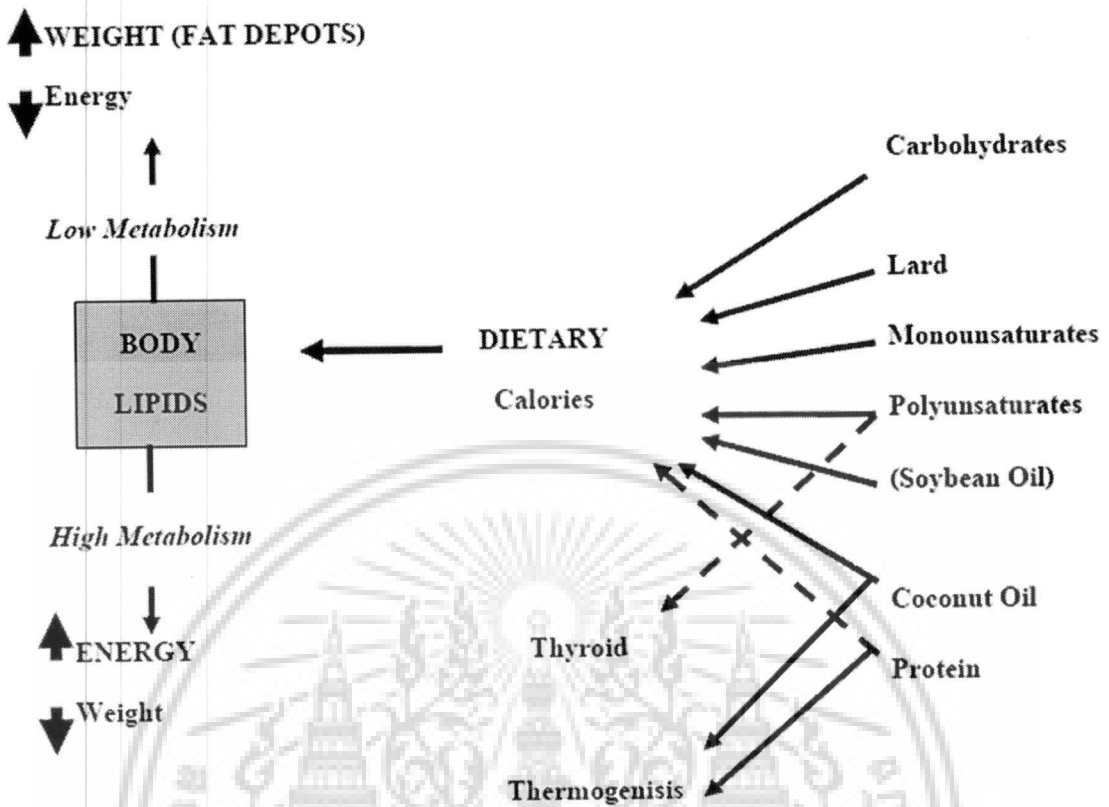 WEIGHT (FAT DEPOTS)
Energy
Low Metabolism
BODY
LIPIDS
High Metabolism
ENERGY
Weight
DIETARY
Calories
Thyroid
Thermogenisis
Carbohydrates
Lard
Monounsaturates
Polyunsaturates
(Soybean Oil)
Coconut Oil
Protein